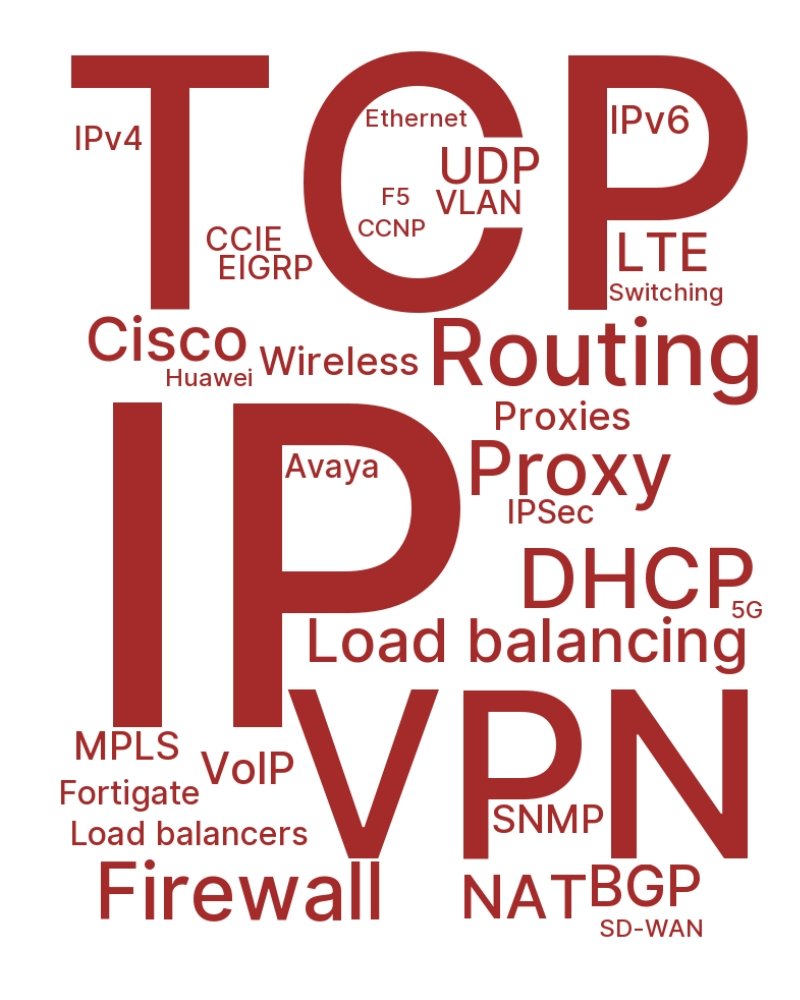 TCP
IPv4
Ethernet
IPv6
UDP
F5
VLAN
CCNP
CCIE
EIGRP
LTE
Switching
Cisco
Huawei
Wireless
Routing
IP
Proxies
Avaya
Proxy
IPSec
DHCP
5G
Load balancing
VPN
MPLS
VoIP
Fortigate
SNMP
Load balancers
Firewall
NAT
BGP
SD-WAN